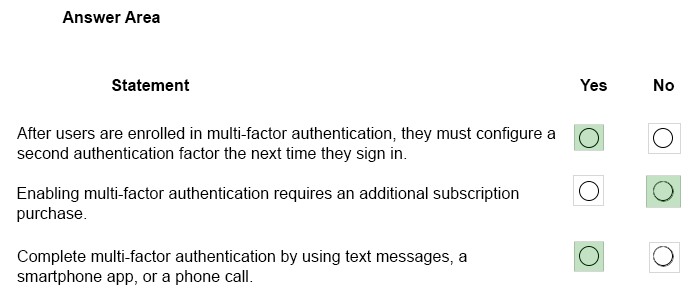 Answer Area
Statement Yes No
After users are enrolled in multi-factor authentication, they must configure a
second authentication factor the next time they sign in.
Enabling multi-factor authentication requires an additional subscription
purchase.
Complete multi-factor authentication by using text messages, a
smartphone app, or a phone call.